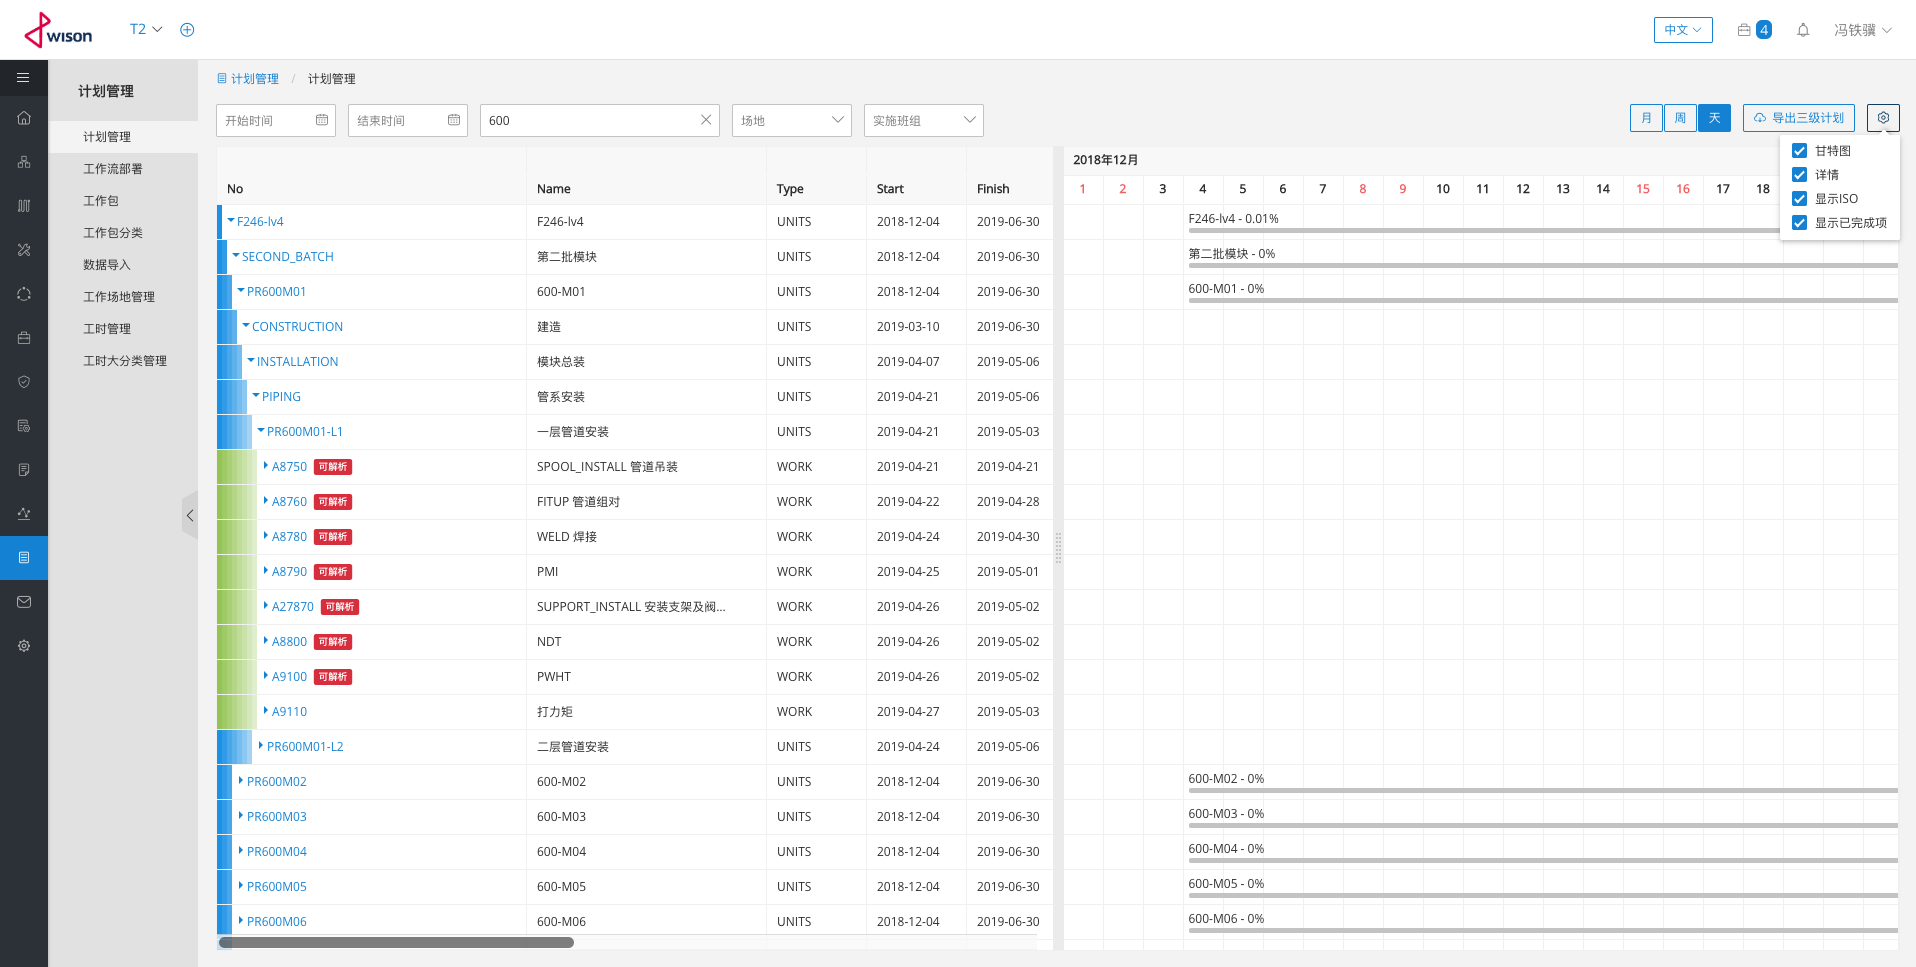 wison
T2
中文
4
冯铁骥
计划管理
计划管理
工作流部署
工作包
工作包分类
数据导入
工作场地管理
工时管理
工时大分类管理
计划管理 / 计划管理
开始时间
结束时间
600
场地
实施班组
月
周
天
导出三级计划
甘特图
详情
显示ISO
显示已完成项
2018年12月
No Name Type Start Finish
1 2 3 4 5 6 7 8 9 10 11 12 13 14 15 16 17 18
F246-lv4 F246-lv4 UNITS 2018-12-04 2019-06-30 F246-lv4 - 0.01%
SECOND_BATCH 第二批模块 UNITS 2018-12-04 2019-06-30 第二批模块 - 0%
PR600M01 600-M01 UNITS 2018-12-04 2019-06-30 600-M01 - 0%
CONSTRUCTION 建造 UNITS 2019-03-10 2019-06-30
INSTALLATION 模块总装 UNITS 2019-04-07 2019-05-06
PIPING 管系安装 UNITS 2019-04-21 2019-05-06
PR600M01-L1 一层管道安装 UNITS 2019-04-21 2019-05-03
A8750 可解析 SPOOL_INSTALL 管道吊装 WORK 2019-04-21 2019-04-21
A8760 可解析 FITUP 管道组对 WORK 2019-04-22 2019-04-28
A8780 可解析 WELD 焊接 WORK 2019-04-24 2019-04-30
A8790 可解析 PMI WORK 2019-04-25 2019-05-01
A27870 可解析 SUPPORT_INSTALL 安装支架及阀... WORK 2019-04-26 2019-05-02
A8800 可解析 NDT WORK 2019-04-26 2019-05-02
A9100 可解析 PWHT WORK 2019-04-26 2019-05-02
A9110 打力矩 WORK 2019-04-27 2019-05-03
PR600M01-L2 二层管道安装 UNITS 2019-04-24 2019-05-06
PR600M02 600-M02 UNITS 2018-12-04 2019-06-30 600-M02 - 0%
PR600M03 600-M03 UNITS 2018-12-04 2019-06-30 600-M03 - 0%
PR600M04 600-M04 UNITS 2018-12-04 2019-06-30 600-M04 - 0%
PR600M05 600-M05 UNITS 2018-12-04 2019-06-30 600-M05 - 0%
PR600M06 600-M06 UNITS 2018-12-04 2019-06-30 600-M06 - 0%